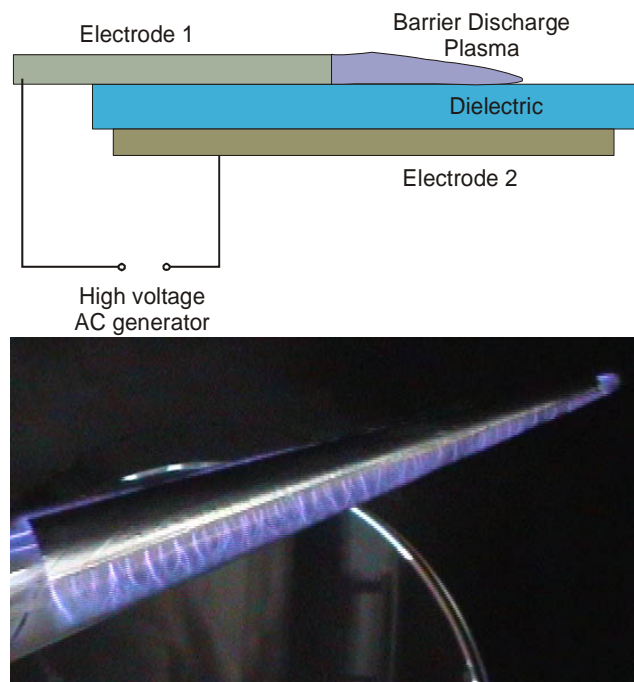 Electrode 1
Barrier Discharge
Plasma
Dielectric
Electrode 2
High voltage
AC generator